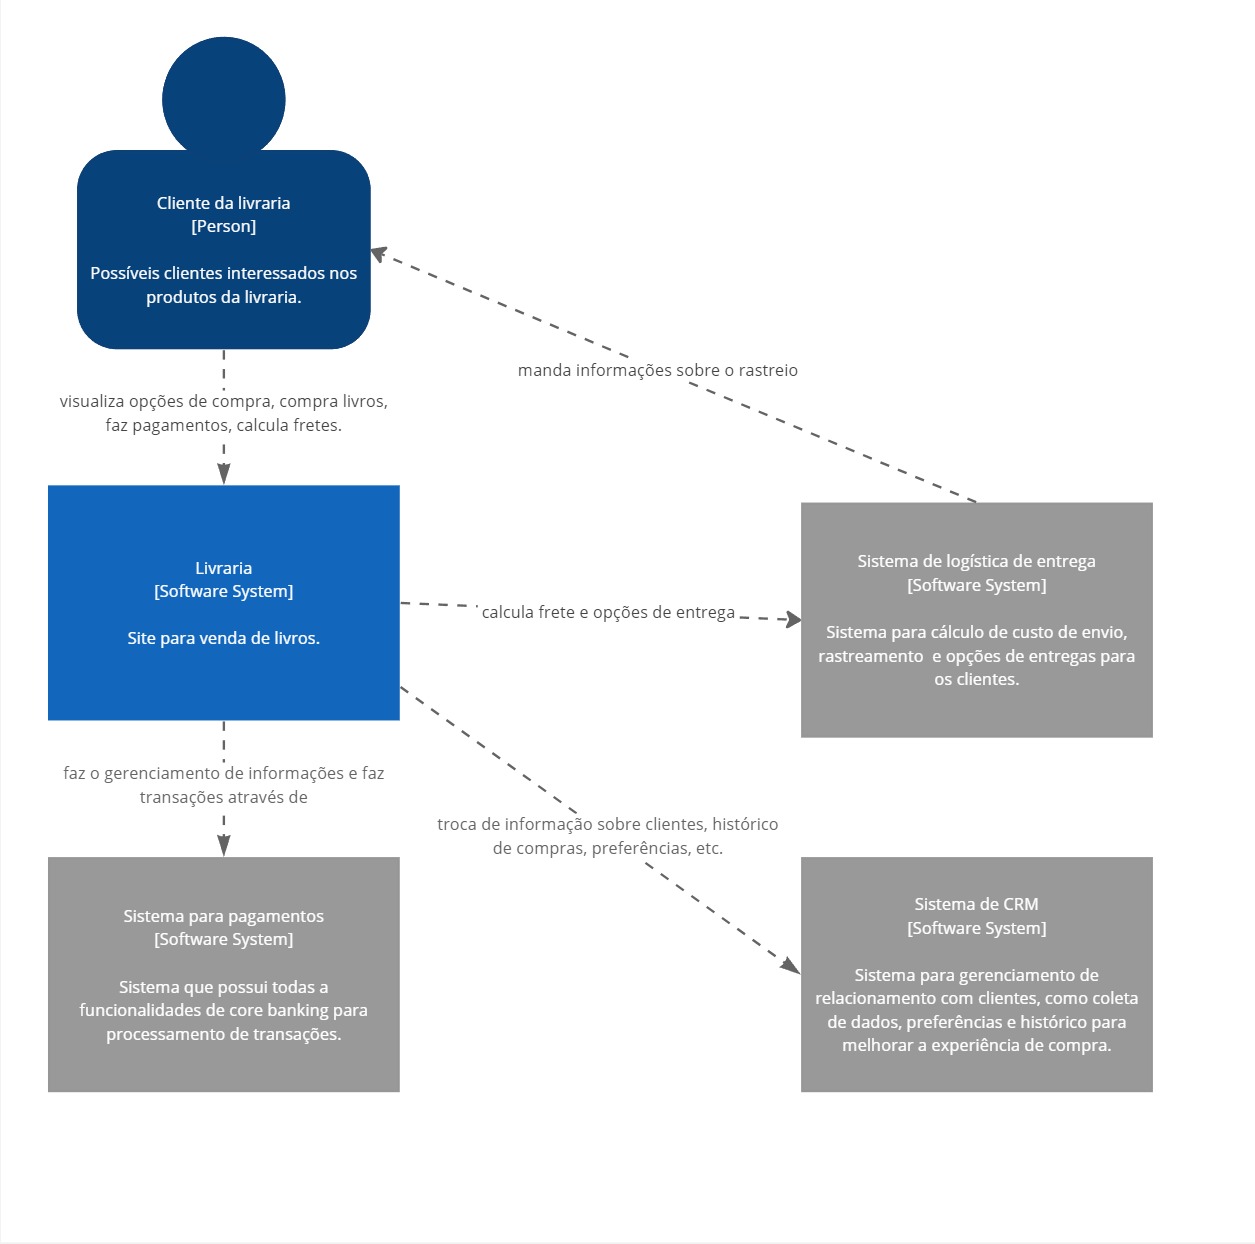 Cliente da livraria
[Person]
Possíveis clientes interessados nos
produtos da livraria.
manda informações sobre o rastreio
visualiza opções de compra, compra livros,
faz pagamentos, calcula fretes.
Livraria
[Software System]
Site para venda de livros.
calcula frete e opções de entrega
Sistema de logística de entrega
[Software System]
Sistema para cálculo de custo de envio,
rastreamento  e opções de entregas para
os clientes.
faz o gerenciamento de informações e faz
transações através de
troca de informação sobre clientes, histórico
de compras, preferências, etc.
Sistema para pagamentos
[Software System]
Sistema que possui todas a
funcionalidades de core banking para
processamento de transações.
Sistema de CRM
[Software System]
Sistema para gerenciamento de
relacionamento com clientes, como coleta
de dados, preferências e histórico para
melhorar a experiência de compra.